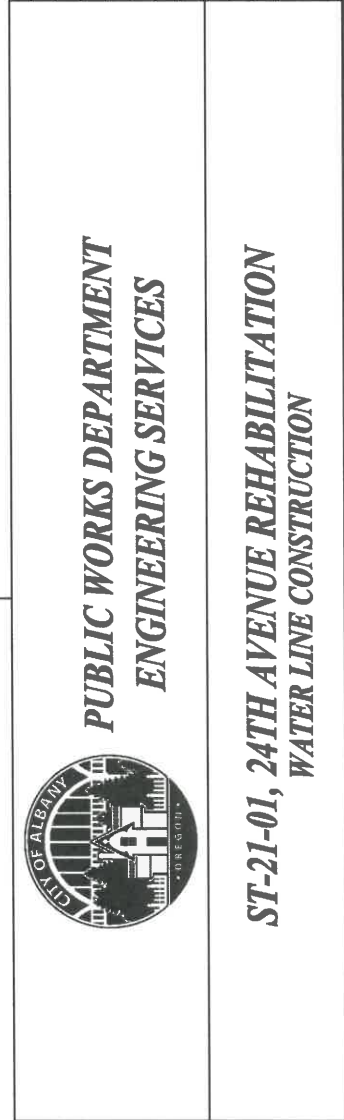 CITY OF ALBANY
• OREGON •
PUBLIC WORKS DEPARTMENT
ENGINEERING SERVICES
ST-21-01, 24TH AVENUE REHABILITATION
WATER LINE CONSTRUCTION